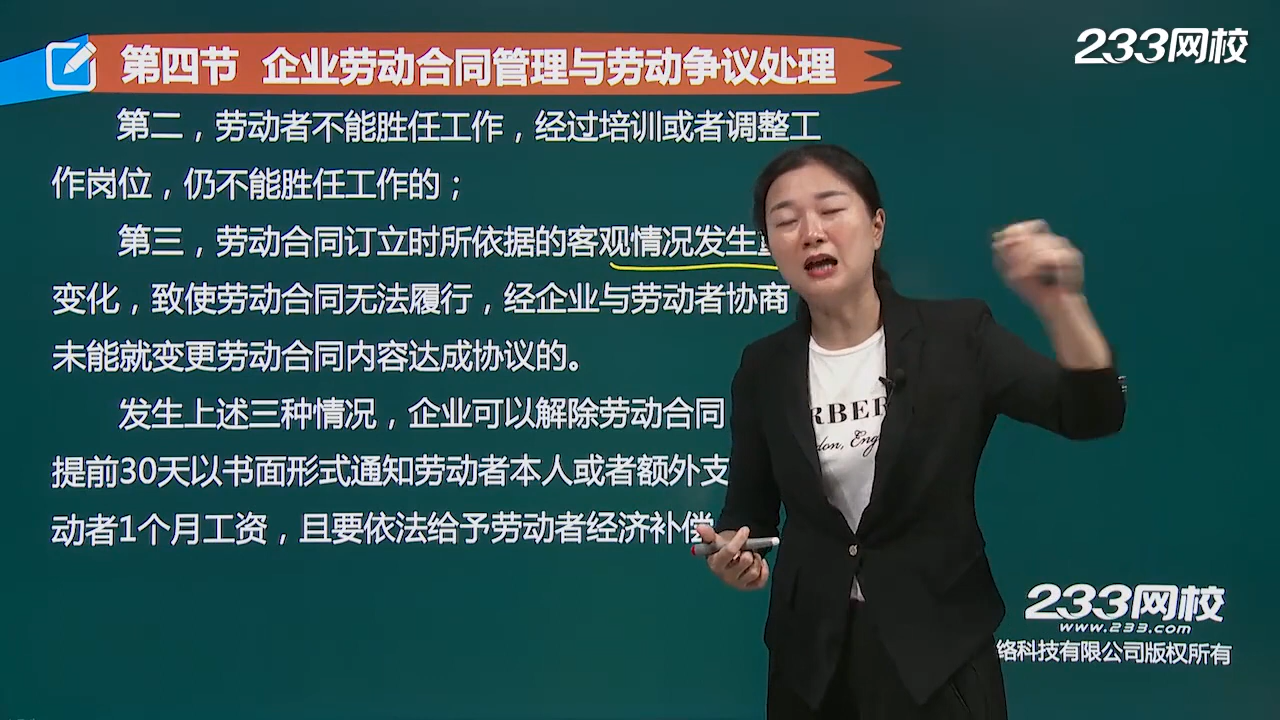 第四节 企业劳动合同管理与劳动争议处理
233网校
第二，劳动者不能胜任工作，经过培训或者调整工
作岗位，仍不能胜任工作的；
第三，劳动合同订立时所依据的客观情况发生
变化，致使劳动合同无法履行，经企业与劳动者协商
未能就变更劳动合同内容达成协议的。
发生上述三种情况，企业可以解除劳动合同
提前30天以书面形式通知劳动者本人或者额外支
动者1个月工资，且要依法给予劳动者经济补偿
RBER
don, Eng
233网校
www.233.com
络科技有限公司版权所有